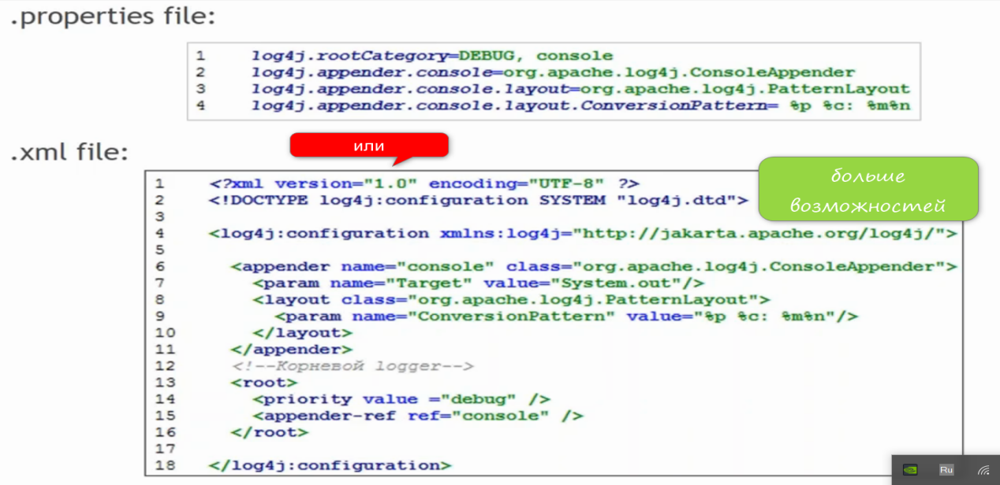 .properties file:
1 log4j.rootCategory=DEBUG, console
2 log4j.appender.console=org.apache.log4j.ConsoleAppender
3 log4j.appender.console.layout=org.apache.log4j.PatternLayout
4 log4j.appender.console.layout.ConversionPattern= %p %c: %m%n
или
.xml file:
больше
возможностей
1 <?xml version="1.0" encoding="UTF-8" ?>
2 <!DOCTYPE log4j:configuration SYSTEM "log4j.dtd">
3
4 <log4j:configuration xmlns:log4j="http://jakarta.apache.org/log4j/">
5
6 <appender name="console" class="org.apache.log4j.ConsoleAppender">
7 <param name="Target" value="System.out"/>
8 <layout class="org.apache.log4j.PatternLayout">
9 <param name="ConversionPattern" value="%p %c: %m%n"/>
10 </layout>
11 </appender>
12 <!--Корневой logger-->
13 <root>
14 <priority value ="debug" />
15 <appender-ref ref="console" />
16 </root>
17
18 </log4j:configuration>
Ru